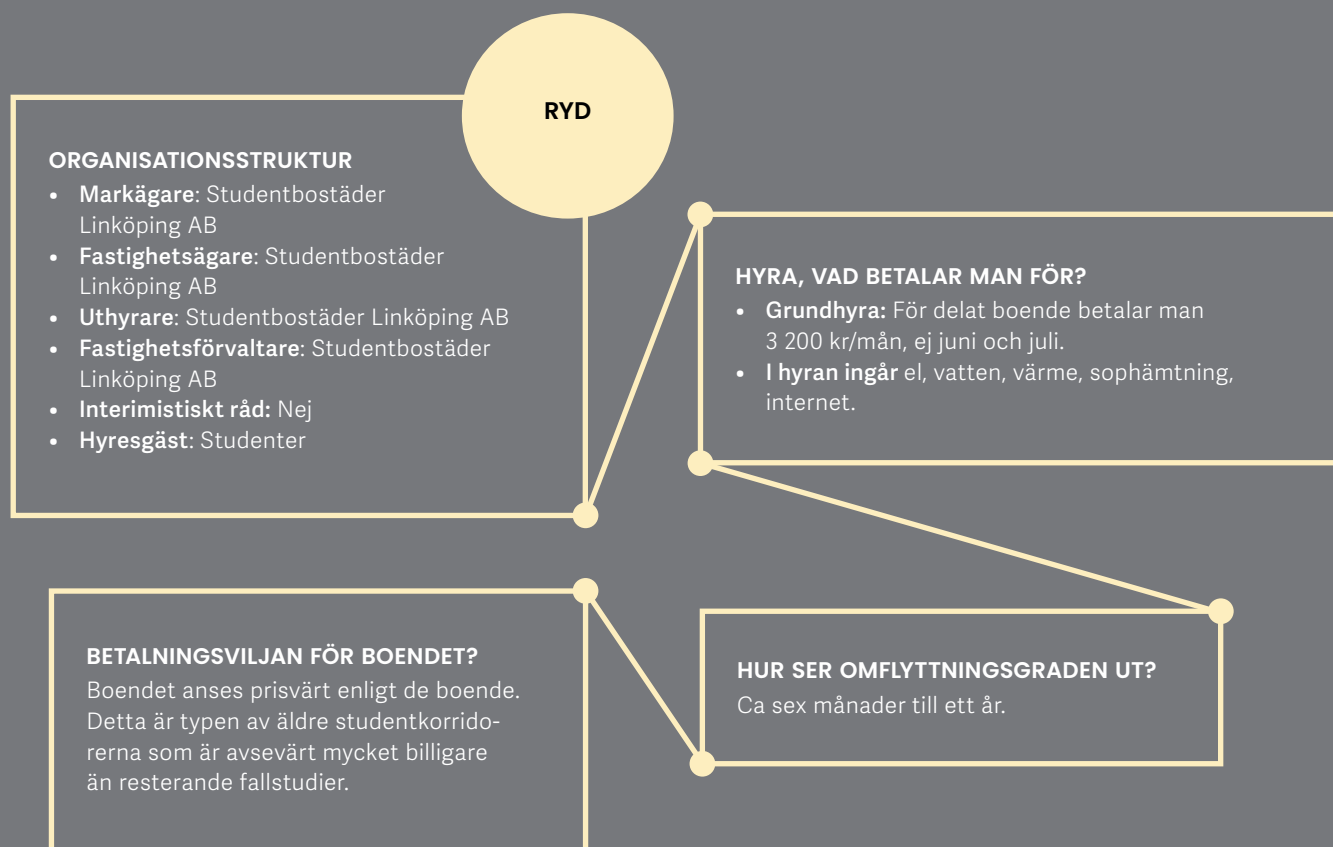 RYD
ORGANISATIONSSTRUKTUR
• Markägare: Studentbostäder
Linköping AB
• Fastighetsägare: Studentbostäder
Linköping AB
• Uthyrare: Studentbostäder Linköping AB
• Fastighetsförvaltare: Studentbostäder
Linköping AB
• Interimistiskt råd: Nej
• Hyresgäst: Studenter
HYRA, VAD BETALAR MAN FÖR?
• Grundhyra: För delat boende betalar man
3 200 kr/mån, ej juni och juli.
• I hyran ingår el, vatten, värme, sophämtning,
internet.
HUR SER OMFLYTTNINGSGRADEN UT?
Ca sex månader till ett år.
BETALNINGSVILJAN FÖR BOENDET?
Boendet anses prisvärt enligt de boende.
Detta är typen av äldre studentkorrido-
rerna som är avsevärt mycket billigare
än resterande fallstudier.